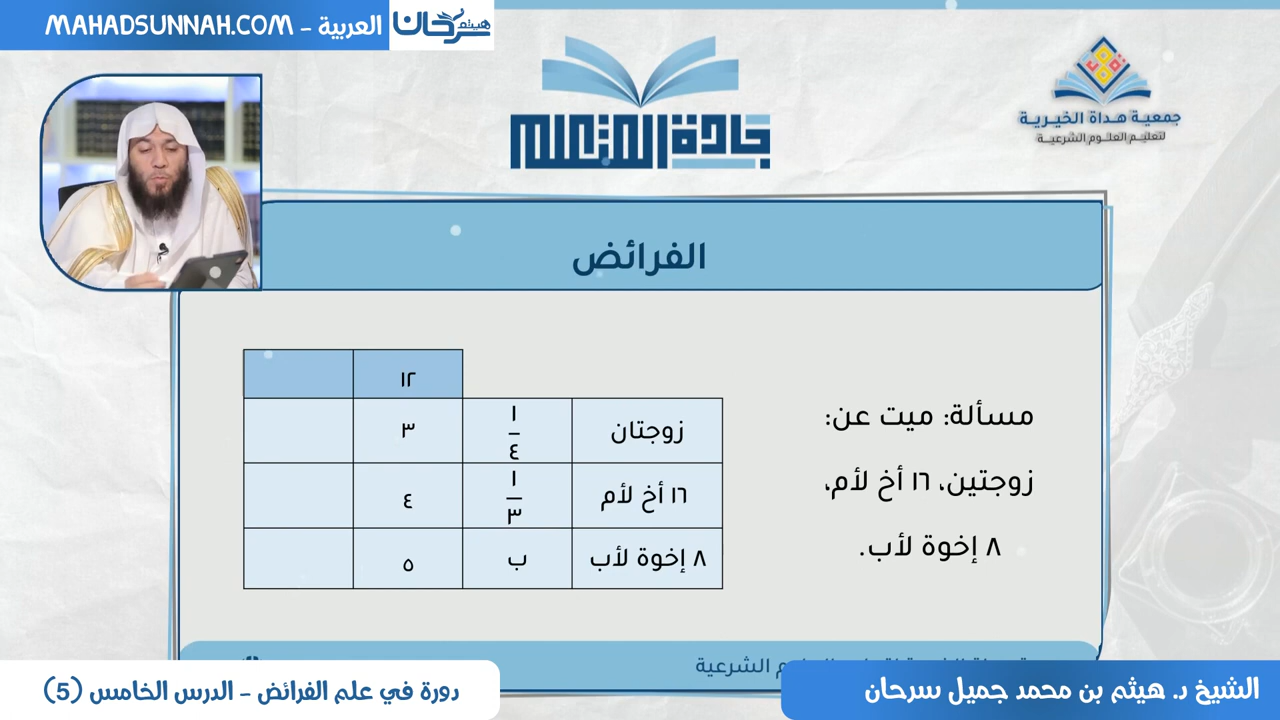 العربية - MAHADSUNNAH.COM
هيثم سرحان
جادة المتعلم
جمعية هداة الخيرية
لتعليم العلوم الشرعية
الفرائض
مسألة: ميت عن:
زوجتين، ١٦ أخ لأم،
٨ إخوة لأب.
١٢
زوجتان ١/٤ ٣
١٦ أخ لأم ١/٣ ٤
٨ إخوة لأب ب ٥
الشرعية
الشيخ د. هيثم بن محمد جميل سرحان
دورة في علم الفرائض - الدرس الخامس (5)